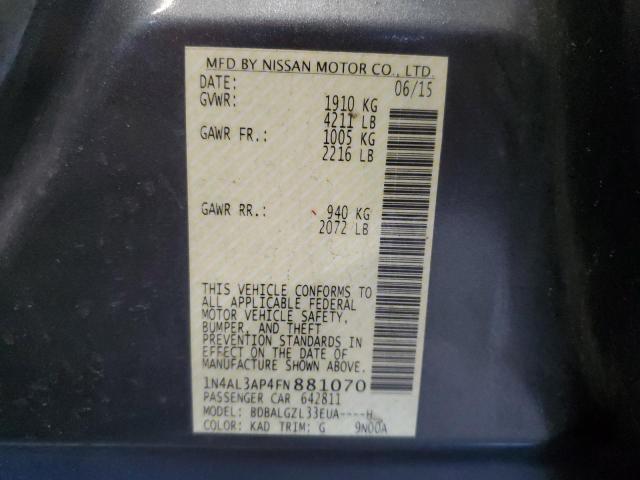 MFD BY NISSAN MOTOR CO., LTD.
DATE: 06/15
GVWR: 1910 KG
4211 LB
GAWR FR.: 1005 KG
2216 LB
GAWR RR.: 940 KG
2072 LB
THIS VEHICLE CONFORMS TO
ALL APPLICABLE FEDERAL
MOTOR VEHICLE SAFETY,
BUMPER, AND THEFT
PREVENTION STANDARDS IN
EFFECT ON THE DATE OF
MANUFACTURE SHOWN ABOVE.
1N4AL3AP4FN881070
PASSENGER CAR 642811
MODEL: BDBALGZL33EUA----H
COLOR: KAD TRIM: G 9N00A